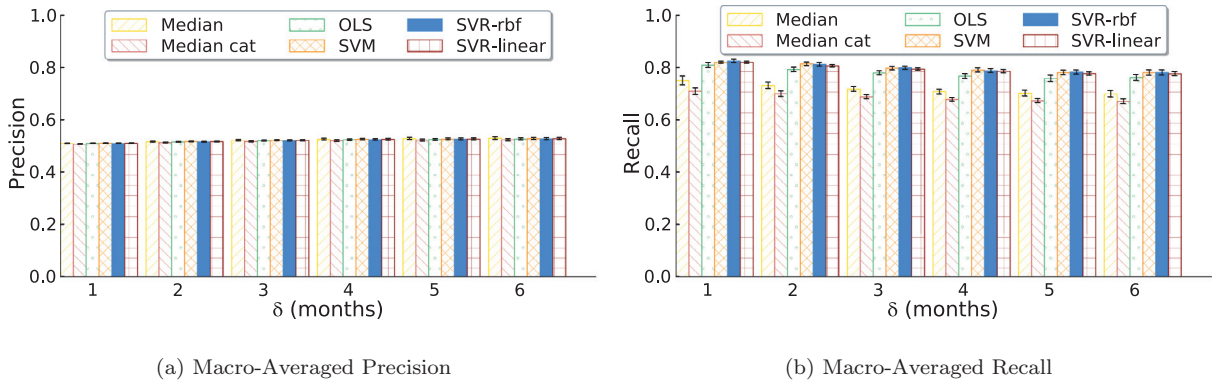 1.0
0.8
0.6
0.4
0.2
0.0
Precision
Median
Median cat
OLS
SVM
SVR-rbf
SVR-linear
1 2 3 4 5 6
δ (months)
(a) Macro-Averaged Precision
1.0
0.8
0.6
0.4
0.2
0.0
Recall
Median
Median cat
OLS
SVM
SVR-rbf
SVR-linear
1 2 3 4 5 6
δ (months)
(b) Macro-Averaged Recall